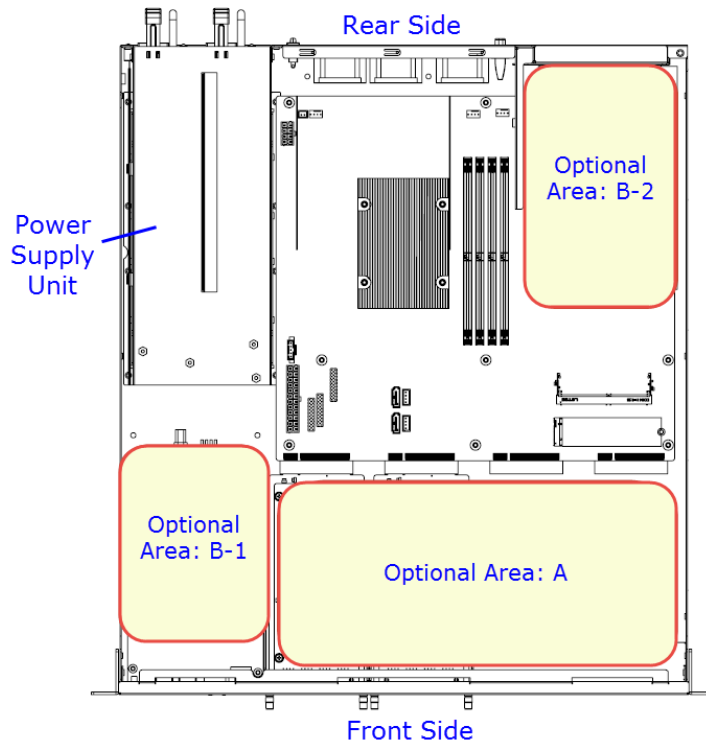 Rear Side
Optional
Area: B-2
Power
Supply
Unit
Optional
Area: B-1
Optional Area: A
Front Side